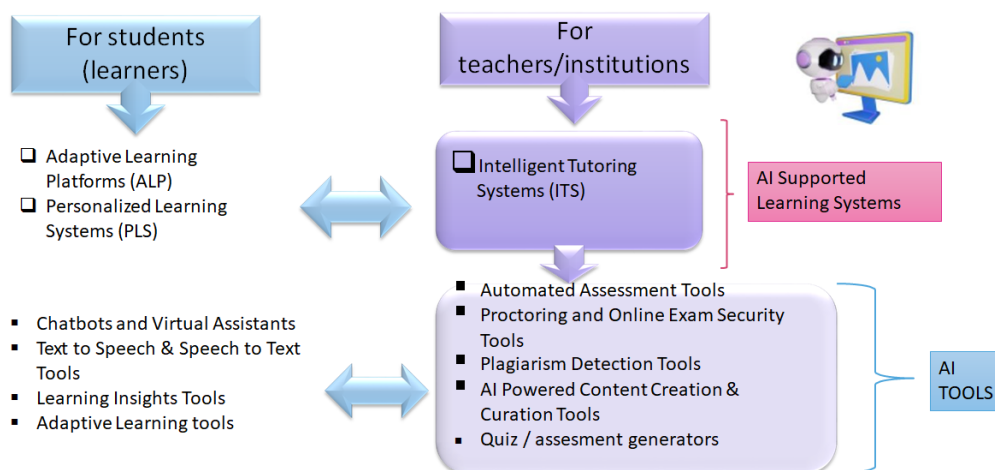 For students
(learners)
For
teachers/institutions
Adaptive Learning
Platforms (ALP)
Personalized Learning
Systems (PLS)
Intelligent Tutoring
Systems (ITS)
AI Supported
Learning Systems
Chatbots and Virtual Assistants
Text to Speech & Speech to Text
Tools
Learning Insights Tools
Adaptive Learning tools
Automated Assessment Tools
Proctoring and Online Exam Security
Tools
Plagiarism Detection Tools
AI Powered Content Creation &
Curation Tools
Quiz / assesment generators
AI
TOOLS